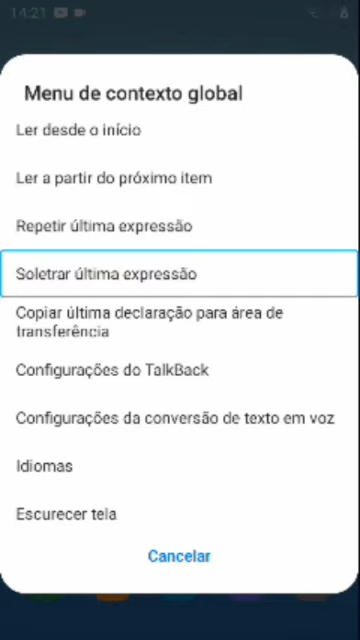 14:21
Menu de contexto global
Ler desde o início
Ler a partir do próximo item
Repetir última expressão
Soletrar última expressão
Copiar última declaração para área de
transferência
Configurações do TalkBack
Configurações da conversão de texto em voz
Idiomas
Escurecer tela
Cancelar